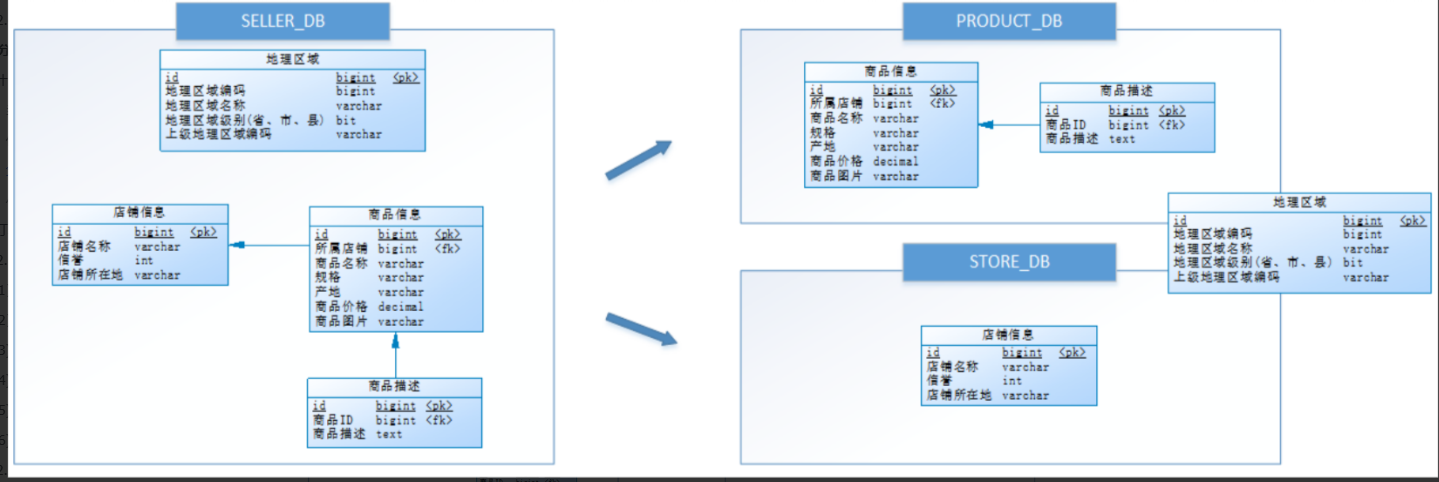 SELLER_DB
地理区域
id bigint <pk>
地理区域编码 bigint
地理区域名称 varchar
地理区域级别(省、市、县) bit
上级地理区域编码 varchar
店铺信息
id bigint <pk>
店铺名称 varchar
信誉 int
店铺所在地 varchar
商品信息
id bigint <pk>
所属店铺 bigint <fk>
商品名称 varchar
规格 varchar
产地 varchar
商品价格 decimal
商品图片 varchar
商品描述
id bigint <pk>
商品ID bigint <fk>
商品描述 text
PRODUCT_DB
商品信息
id bigint <pk>
所属店铺 bigint <fk>
商品名称 varchar
规格 varchar
产地 varchar
商品价格 decimal
商品图片 varchar
商品描述
id bigint <pk>
商品ID bigint <fk>
商品描述 text
地理区域
id bigint <pk>
地理区域编码 bigint
地理区域名称 varchar
地理区域级别(省、市、县) bit
上级地理区域编码 varchar
STORE_DB
店铺信息
id bigint <pk>
店铺名称 varchar
信誉 int
店铺所在地 varchar